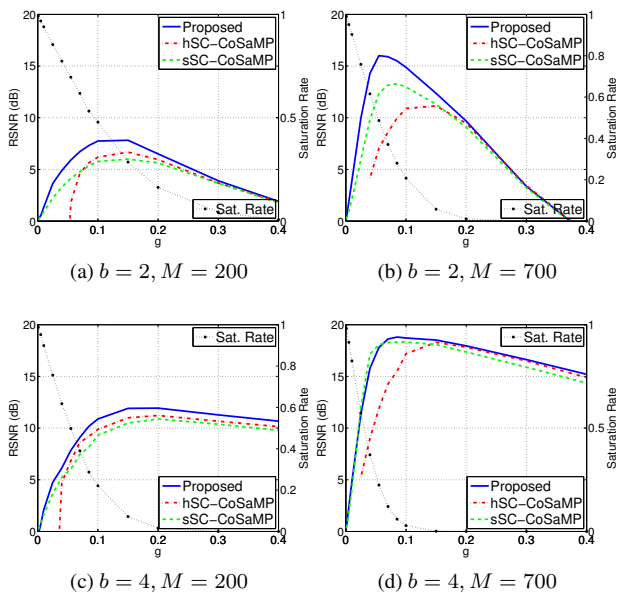 20
15
10
5
0
RSNR (dB)
Proposed
hSC-CoSaMP
sSC-CoSaMP
Sat. Rate
1
0.5
0
Saturation Rate
0 0.1 0.2 0.3 0.4
g
(a) b = 2, M = 200
20
15
10
5
0
RSNR (dB)
Proposed
hSC-CoSaMP
sSC-CoSaMP
Sat. Rate
1
0.8
0.6
0.4
0.2
0
Saturation Rate
0 0.1 0.2 0.3 0.4
g
(b) b = 2, M = 700
20
15
10
5
0
RSNR (dB)
Sat. Rate
Proposed
hSC-CoSaMP
sSC-CoSaMP
1
0.8
0.6
0.4
0.2
0
Saturation Rate
0 0.1 0.2 0.3 0.4
g
(c) b = 4, M = 200
20
15
10
5
0
RSNR (dB)
Sat. Rate
Proposed
hSC-CoSaMP
sSC-CoSaMP
1
0.5
0
Saturation Rate
0 0.1 0.2 0.3 0.4
g
(d) b = 4, M = 700